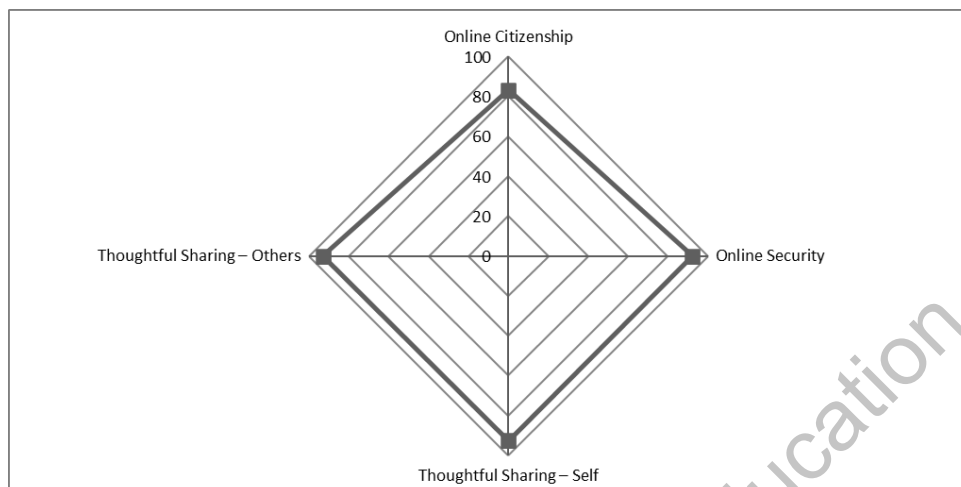 Online Citizenship
100
80
60
40
20
Thoughtful Sharing – Others
0
Online Security
Thoughtful Sharing – Self